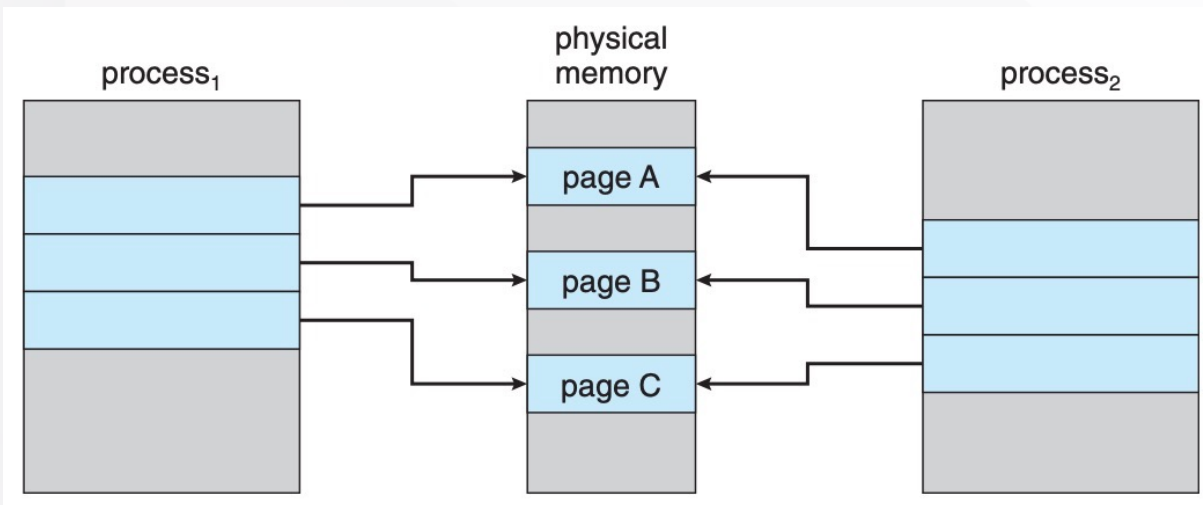 process₁
physical
memory
process₂
page A
page B
page C